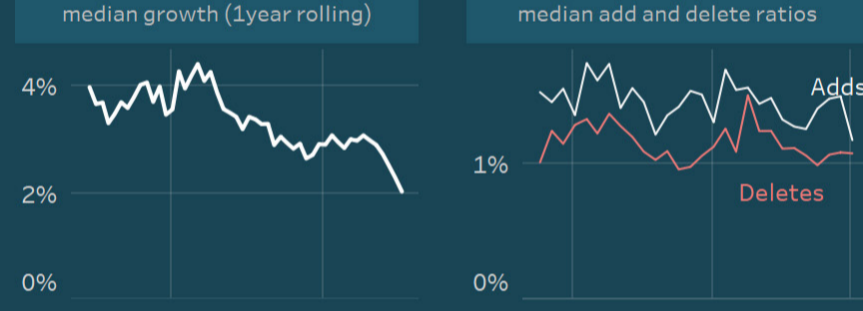 median growth (1year rolling)
4%
2%
0%
median add and delete ratios
Adds
1%
Deletes
0%